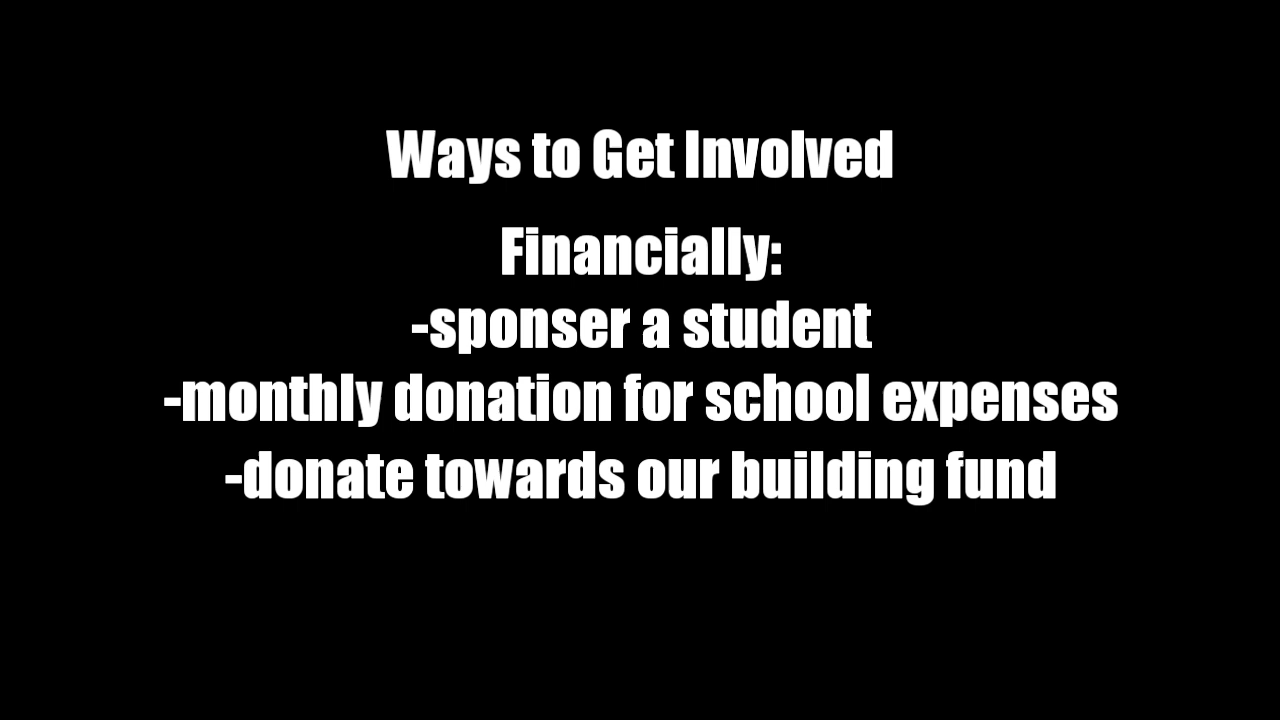 Ways to Get Involved
Financially:
-sponser a student
-monthly donation for school expenses
-donate towards our building fund